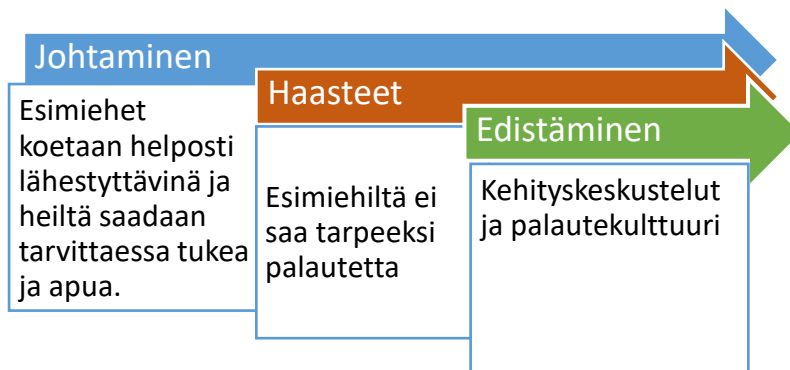 Johtaminen
Esimiehet
koetaan helposti
lähestyttävinä ja
heiltä saadaan
tarvittaessa tukea
ja apua.
Haasteet
Esimiehiltä ei
saa tarpeeksi
palautetta
Edistäminen
Kehityskeskustelut
ja palautekulttuuri